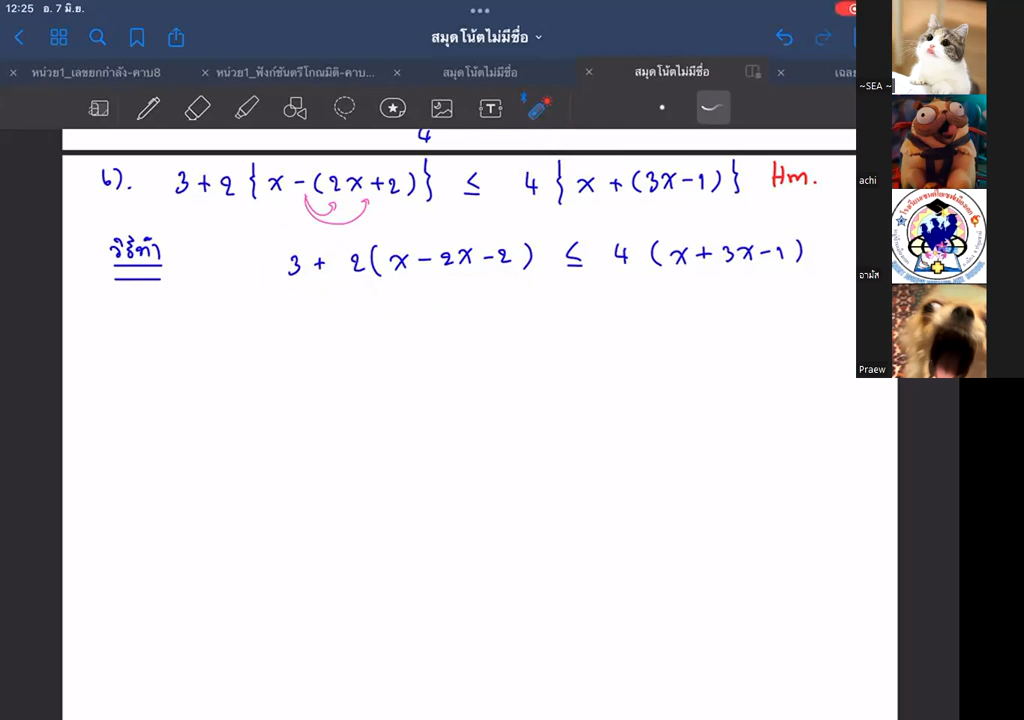 12:25 อ. 7 มิ.ย.
สมุดโน้ตไม่มีชื่อ
หน่วย1_เลขยกกำลัง-คาบ8
หน่วย1_ฟังก์ชันตรีโกณมิติ-คาบ...
สมุดโน้ตไม่มีชื่อ
สมุดโน้ตไม่มีชื่อ
เฉลย
~SEA ~
4
6). 3 + 2 { x - (2x + 2) } ≤ 4 { x + (3x - 1) } Hm.
achi
วิธีทำ 3 + 2 ( x - 2x - 2 ) ≤ 4 ( x + 3x - 1 )
อามัส
Praew